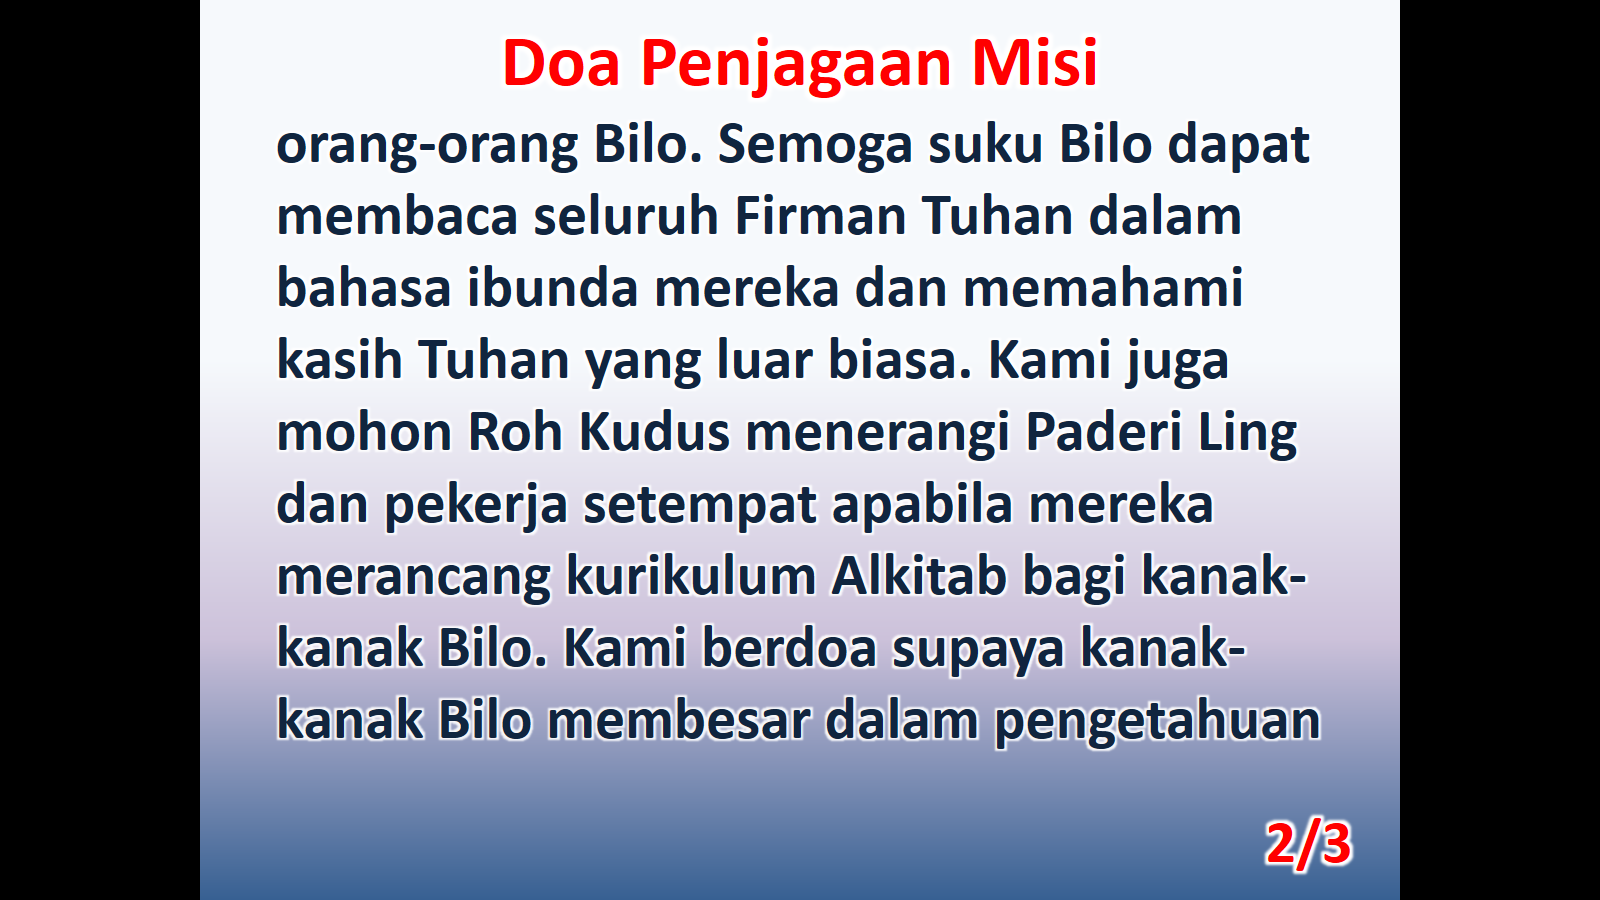 Doa Penjagaan Misi
orang-orang Bilo. Semoga suku Bilo dapat
membaca seluruh Firman Tuhan dalam
bahasa ibunda mereka dan memahami
kasih Tuhan yang luar biasa. Kami juga
mohon Roh Kudus menerangi Paderi Ling
dan pekerja setempat apabila mereka
merancang kurikulum Alkitab bagi kanak-
kanak Bilo. Kami berdoa supaya kanak-
kanak Bilo membesar dalam pengetahuan
2/3